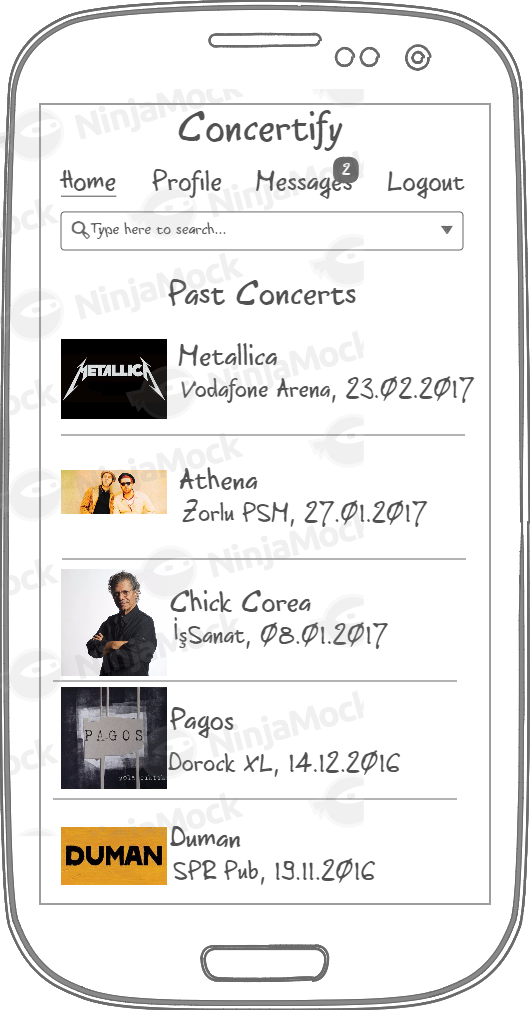 Concertify
Home Profile Messages 2 Logout
Type here to search...
Past Concerts
METALLICA
Metallica
Vodafone Arena, 23.02.2017
Athena
Zorlu PSM, 27.01.2017
Chick Corea
İşSanat, 08.01.2017
PAGOS
Pagos
Dorock XL, 14.12.2016
DUMAN
Duman
SPR Pub, 19.11.2016
NinjaMock